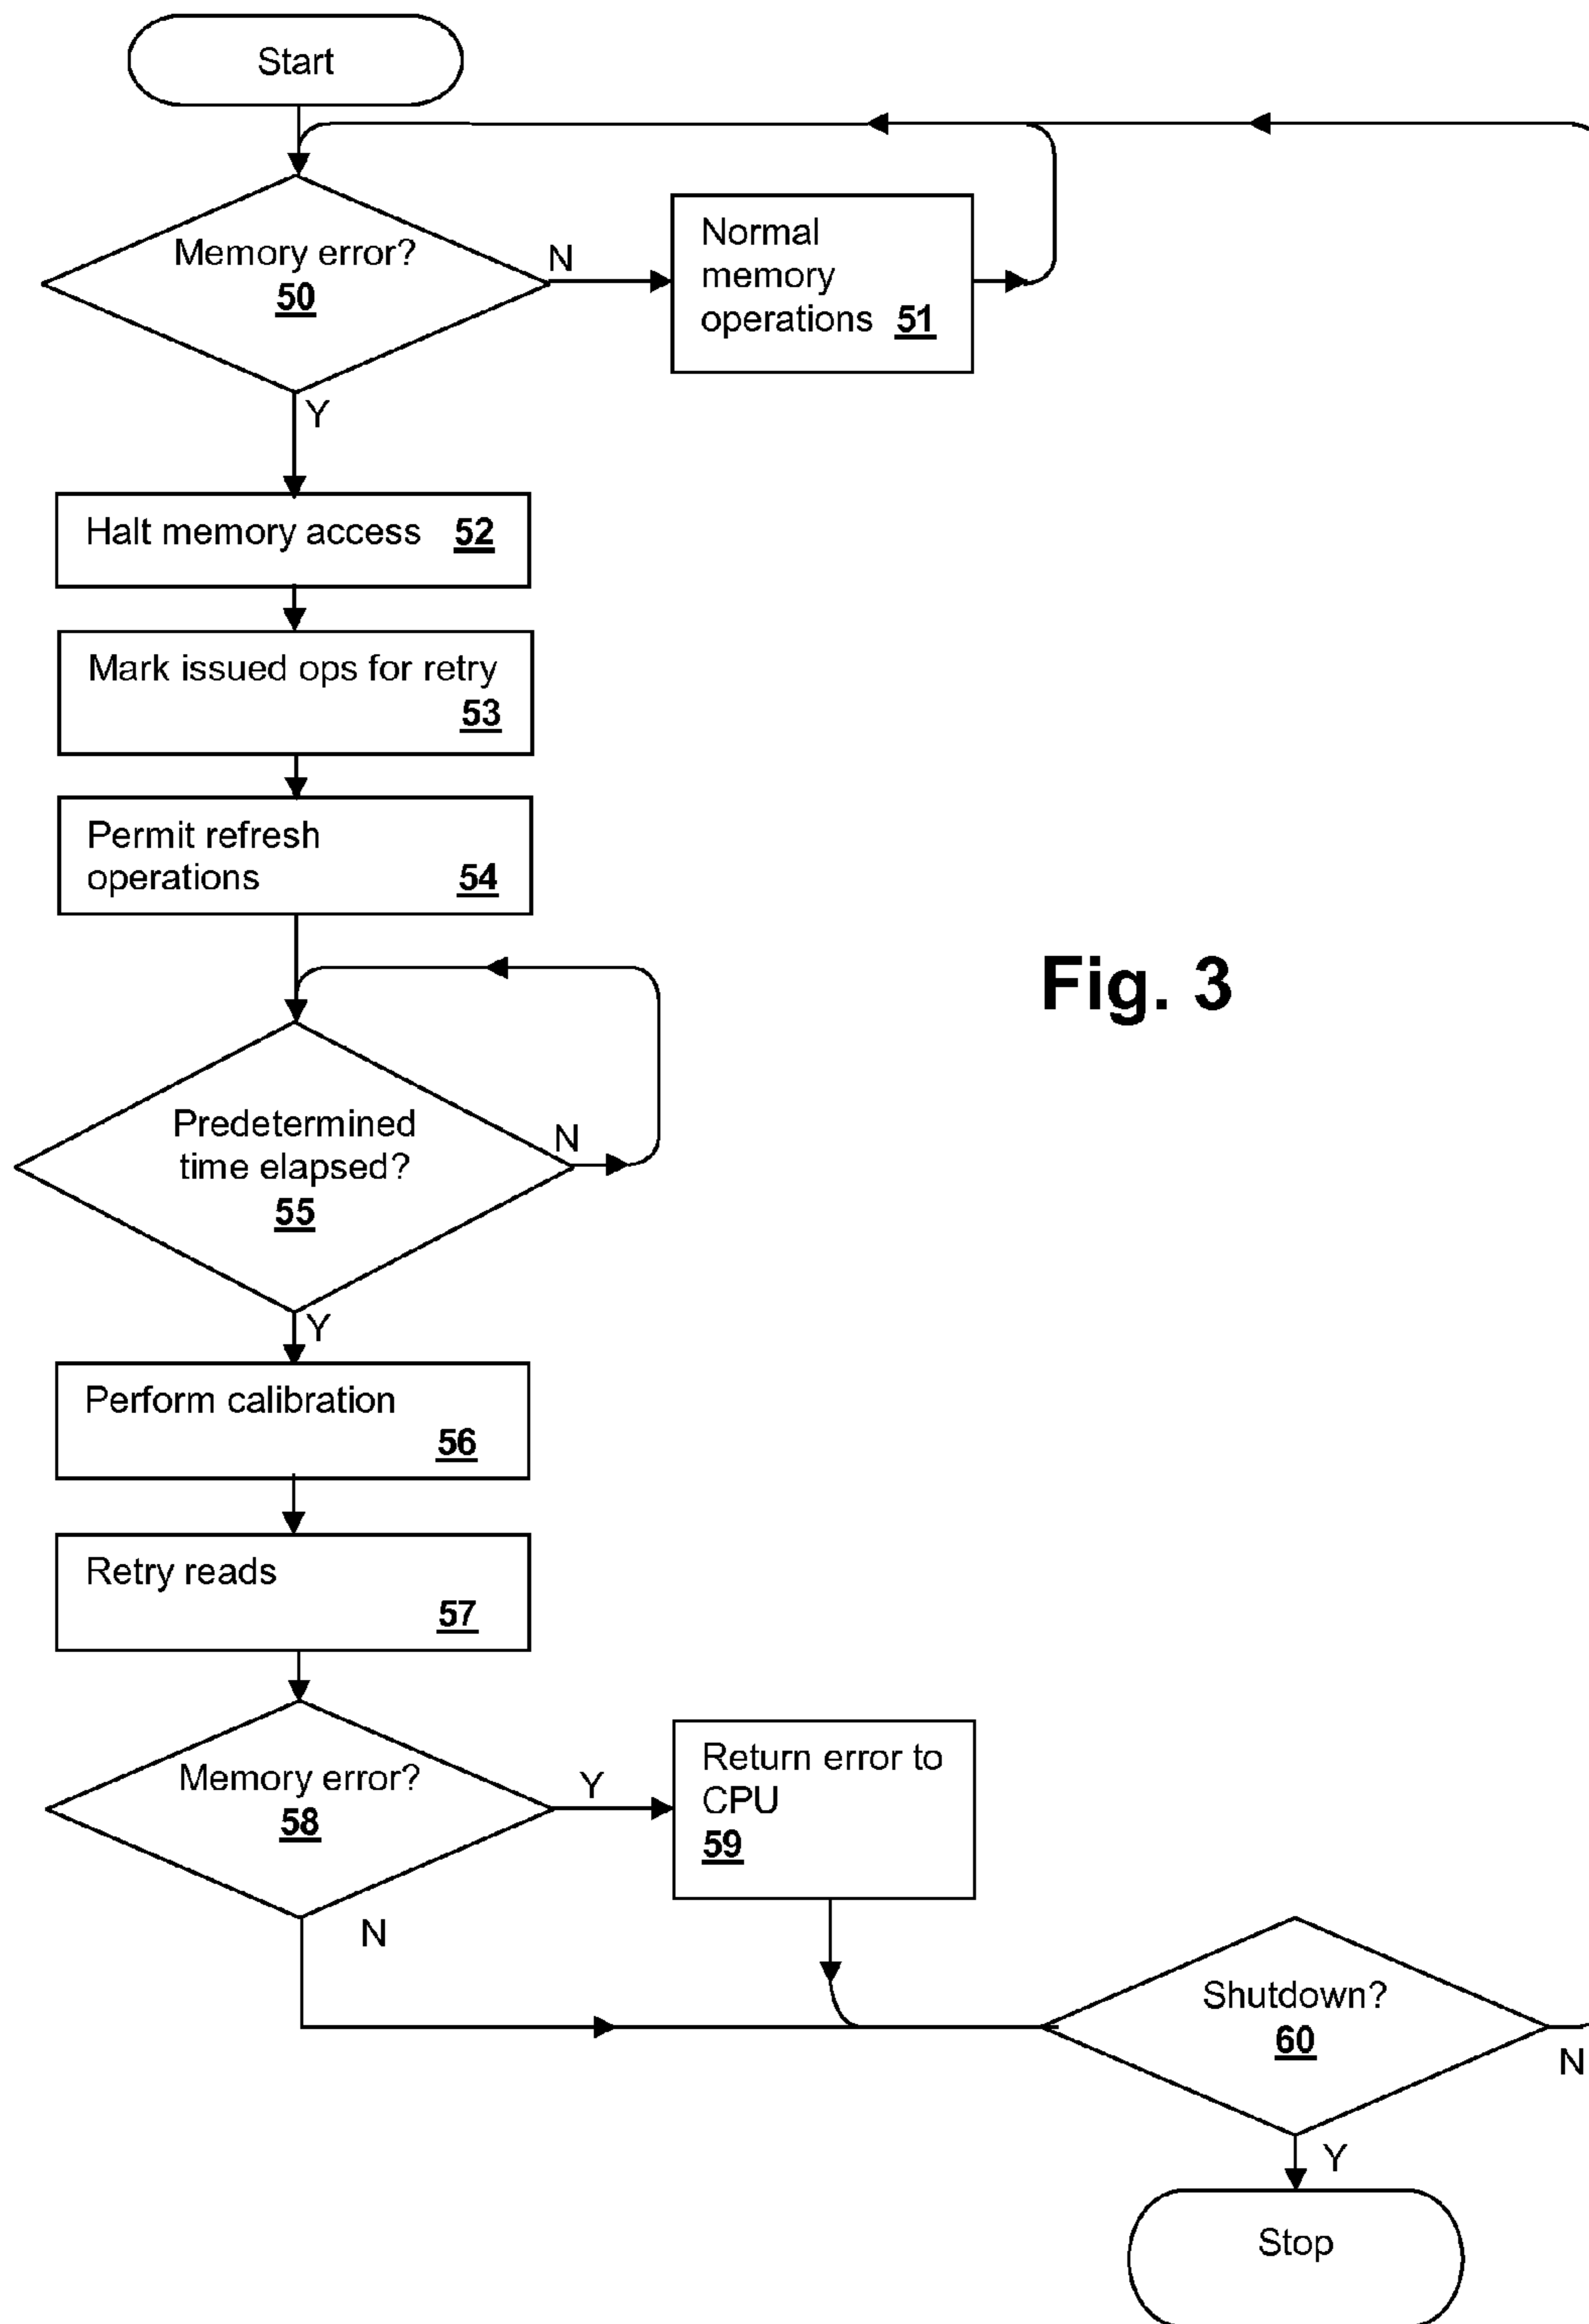 Start
Memory error?
50
N
Normal
memory
operations 51
Y
Halt memory access 52
Mark issued ops for retry
53
Permit refresh
operations 54
Fig. 3
Predetermined
time elapsed?
55
N
Y
Perform calibration
56
Retry reads
57
Memory error?
58
Y
Return error to
CPU
59
N
Shutdown?
60
N
Y
Stop